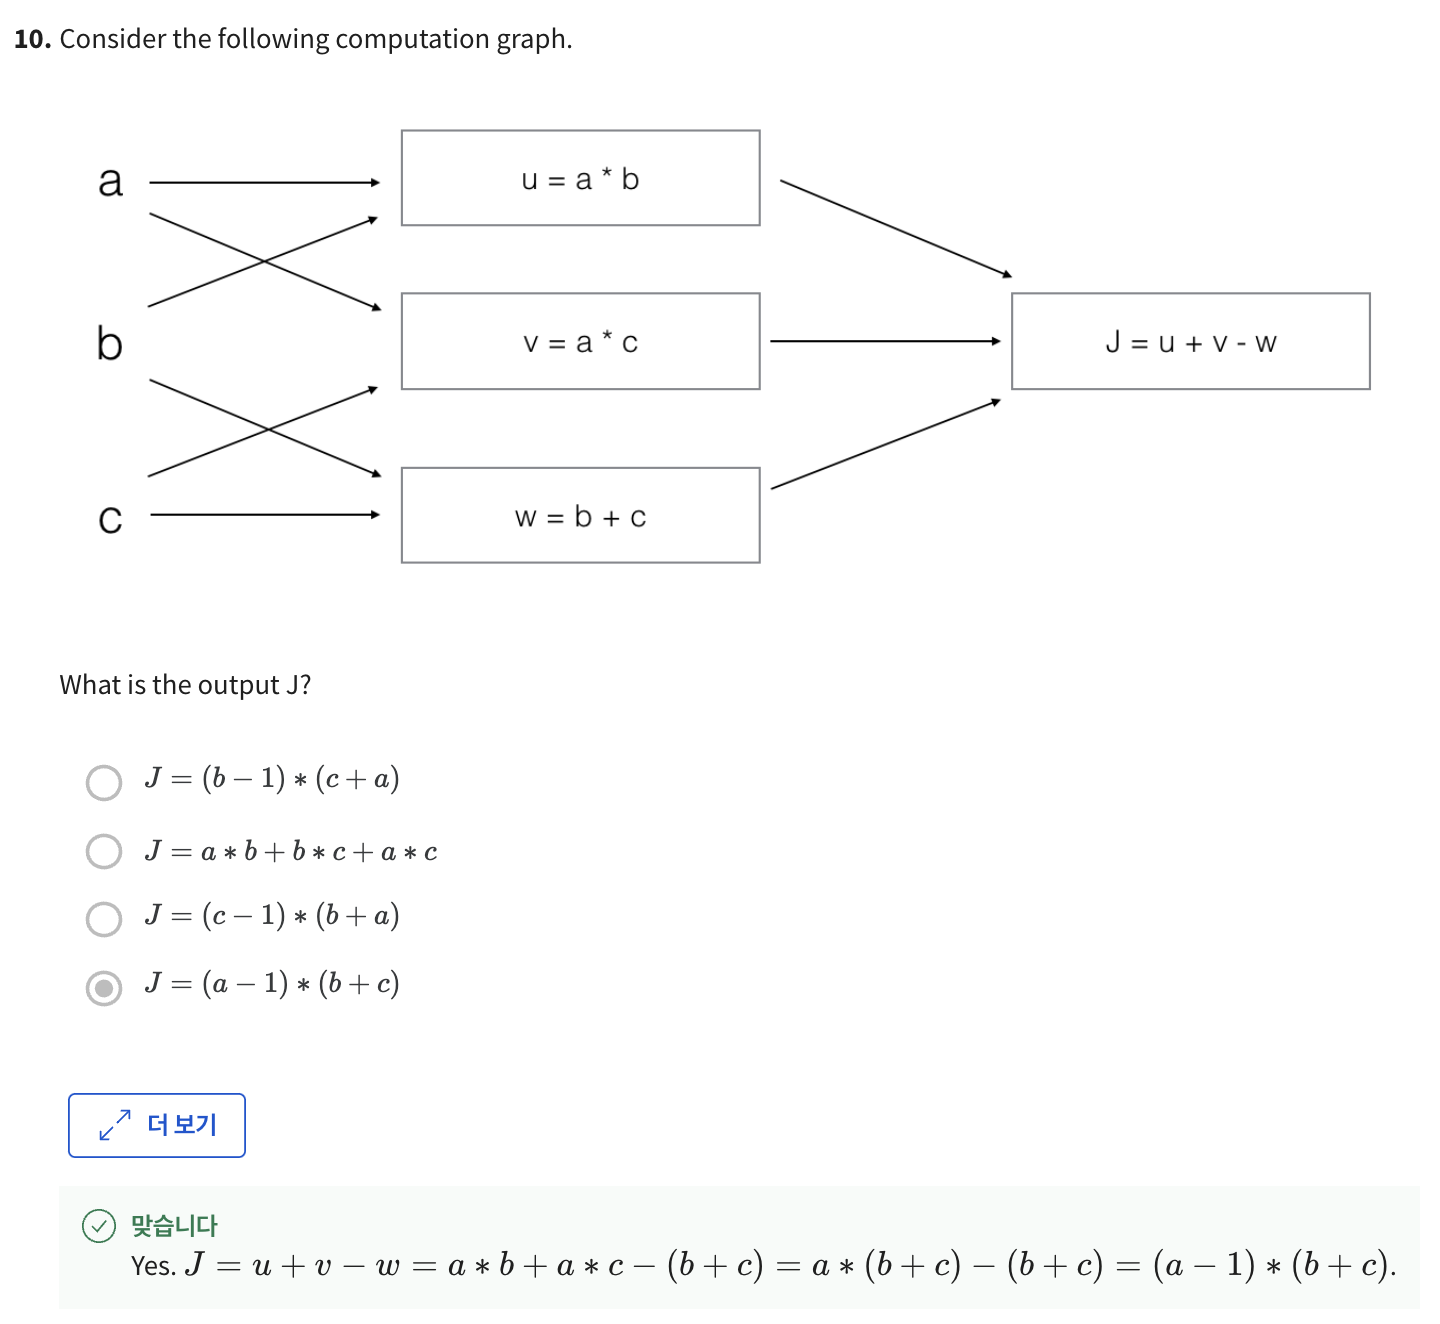 10. Consider the following computation graph.
a
u = a * b
b
v = a * c
J = u + v - w
c
w = b + c
What is the output J?
J = (b − 1) ∗ (c + a)
J = a ∗ b + b ∗ c + a ∗ c
J = (c − 1) ∗ (b + a)
J = (a − 1) ∗ (b + c)
더 보기
맞습니다
Yes. J = u + v − w = a ∗ b + a ∗ c − (b + c) = a ∗ (b + c) − (b + c) = (a − 1) ∗ (b + c).